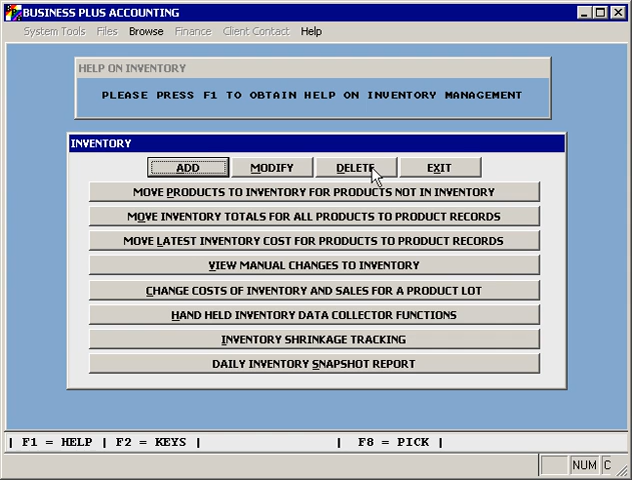 BUSINESS PLUS ACCOUNTING
System Tools Files Browse Finance Client Contact Help
HELP ON INVENTORY
PLEASE PRESS F1 TO OBTAIN HELP ON INVENTORY MANAGEMENT
INVENTORY
ADD MODIFY DELETE EXIT
MOVE PRODUCTS TO INVENTORY FOR PRODUCTS NOT IN INVENTORY
MOVE INVENTORY TOTALS FOR ALL PRODUCTS TO PRODUCT RECORDS
MOVE LATEST INVENTORY COST FOR PRODUCTS TO PRODUCT RECORDS
VIEW MANUAL CHANGES TO INVENTORY
CHANGE COSTS OF INVENTORY AND SALES FOR A PRODUCT LOT
HAND HELD INVENTORY DATA COLLECTOR FUNCTIONS
INVENTORY SHRINKAGE TRACKING
DAILY INVENTORY SNAPSHOT REPORT
| F1 = HELP | F2 = KEYS | | F8 = PICK |
NUM C